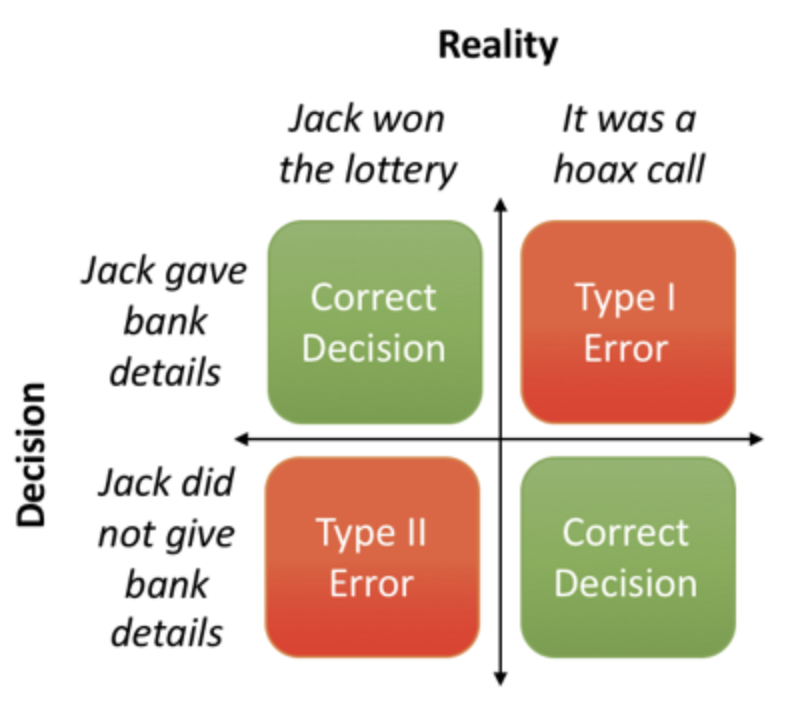 Reality
Jack won
the lottery
It was a
hoax call
Jack gave
bank
details
Correct
Decision
Type I
Error
Decision
Jack did
not give
bank
details
Type II
Error
Correct
Decision